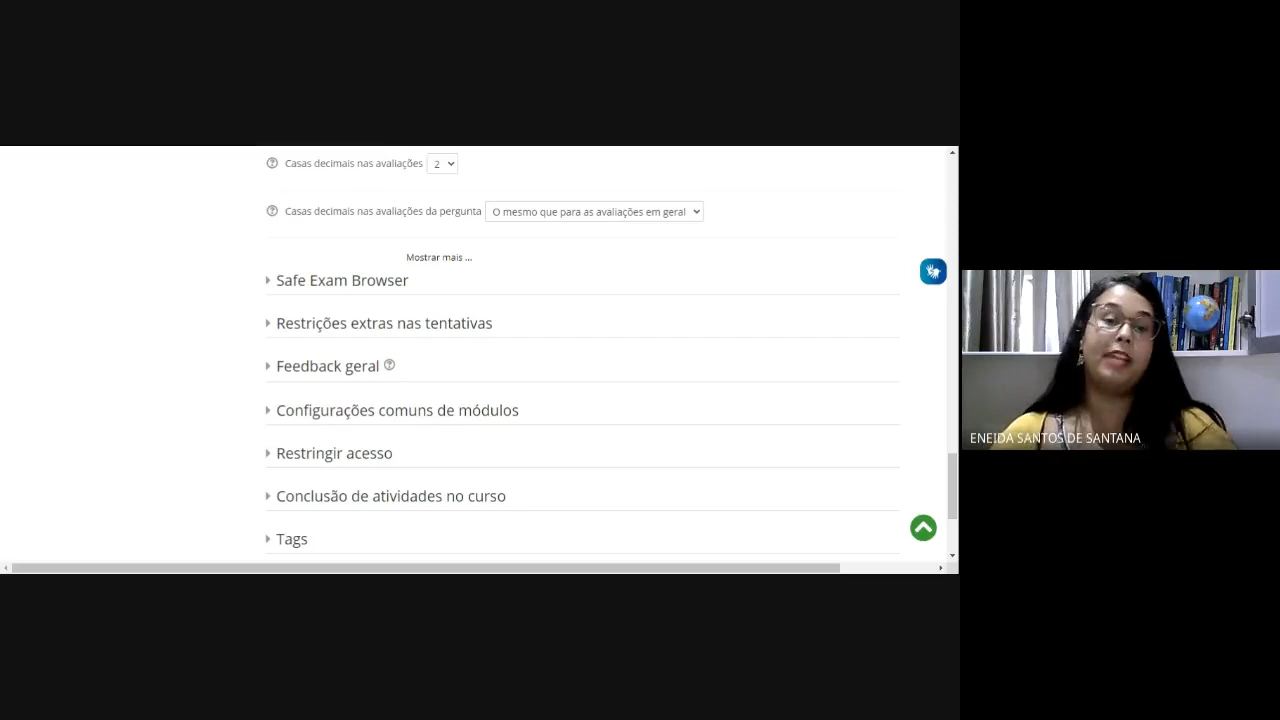 Casas decimais nas avaliações 2
Casas decimais nas avaliações da pergunta O mesmo que para as avaliações em geral
Mostrar mais ...
Safe Exam Browser
Restrições extras nas tentativas
Feedback geral
Configurações comuns de módulos
Restringir acesso
Conclusão de atividades no curso
Tags
ENEIDA SANTOS DE SANTANA